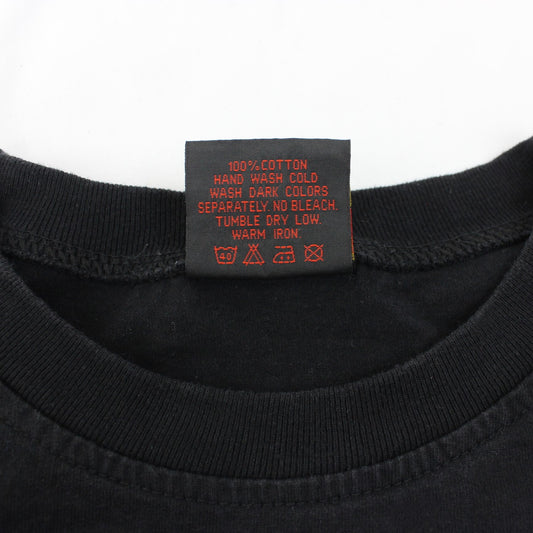 100% COTTON
HAND WASH COLD
WASH DARK COLORS
SEPARATELY. NO BLEACH.
TUMBLE DRY LOW.
WARM IRON.
40